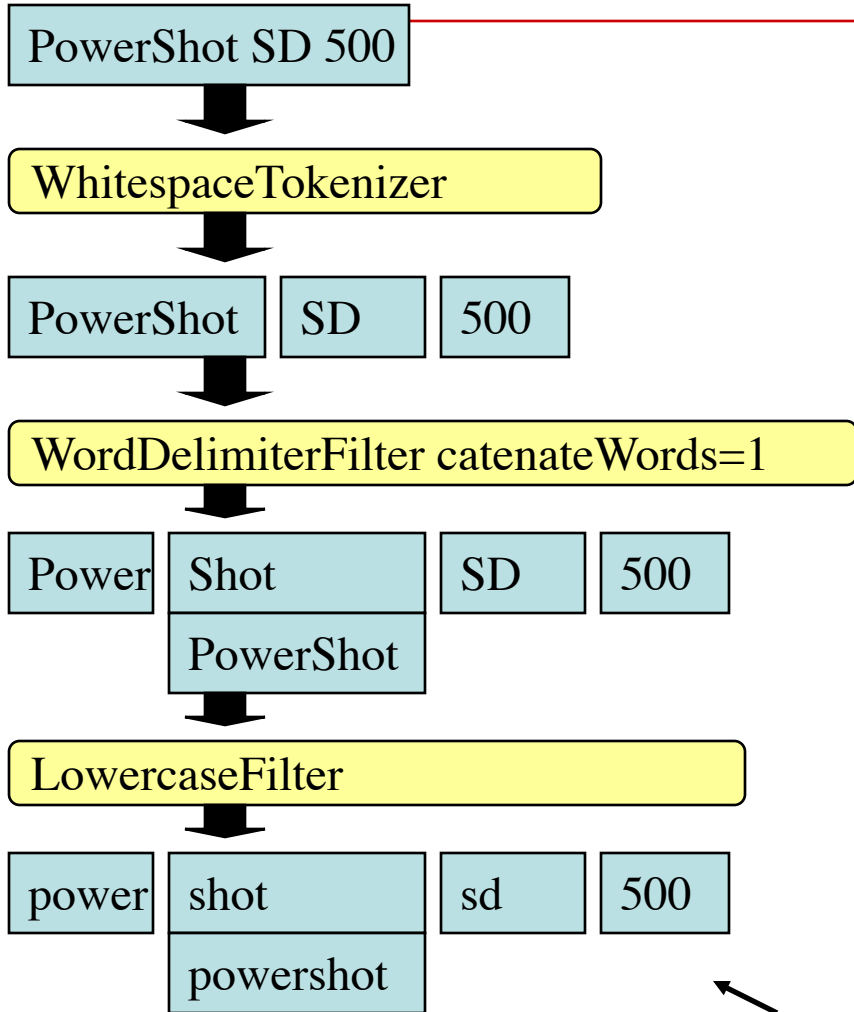 PowerShot SD 500
WhitespaceTokenizer
PowerShot SD 500
WordDelimiterFilter catenateWords=1
Power Shot SD 500
PowerShot
LowercaseFilter
power shot sd 500
powershot